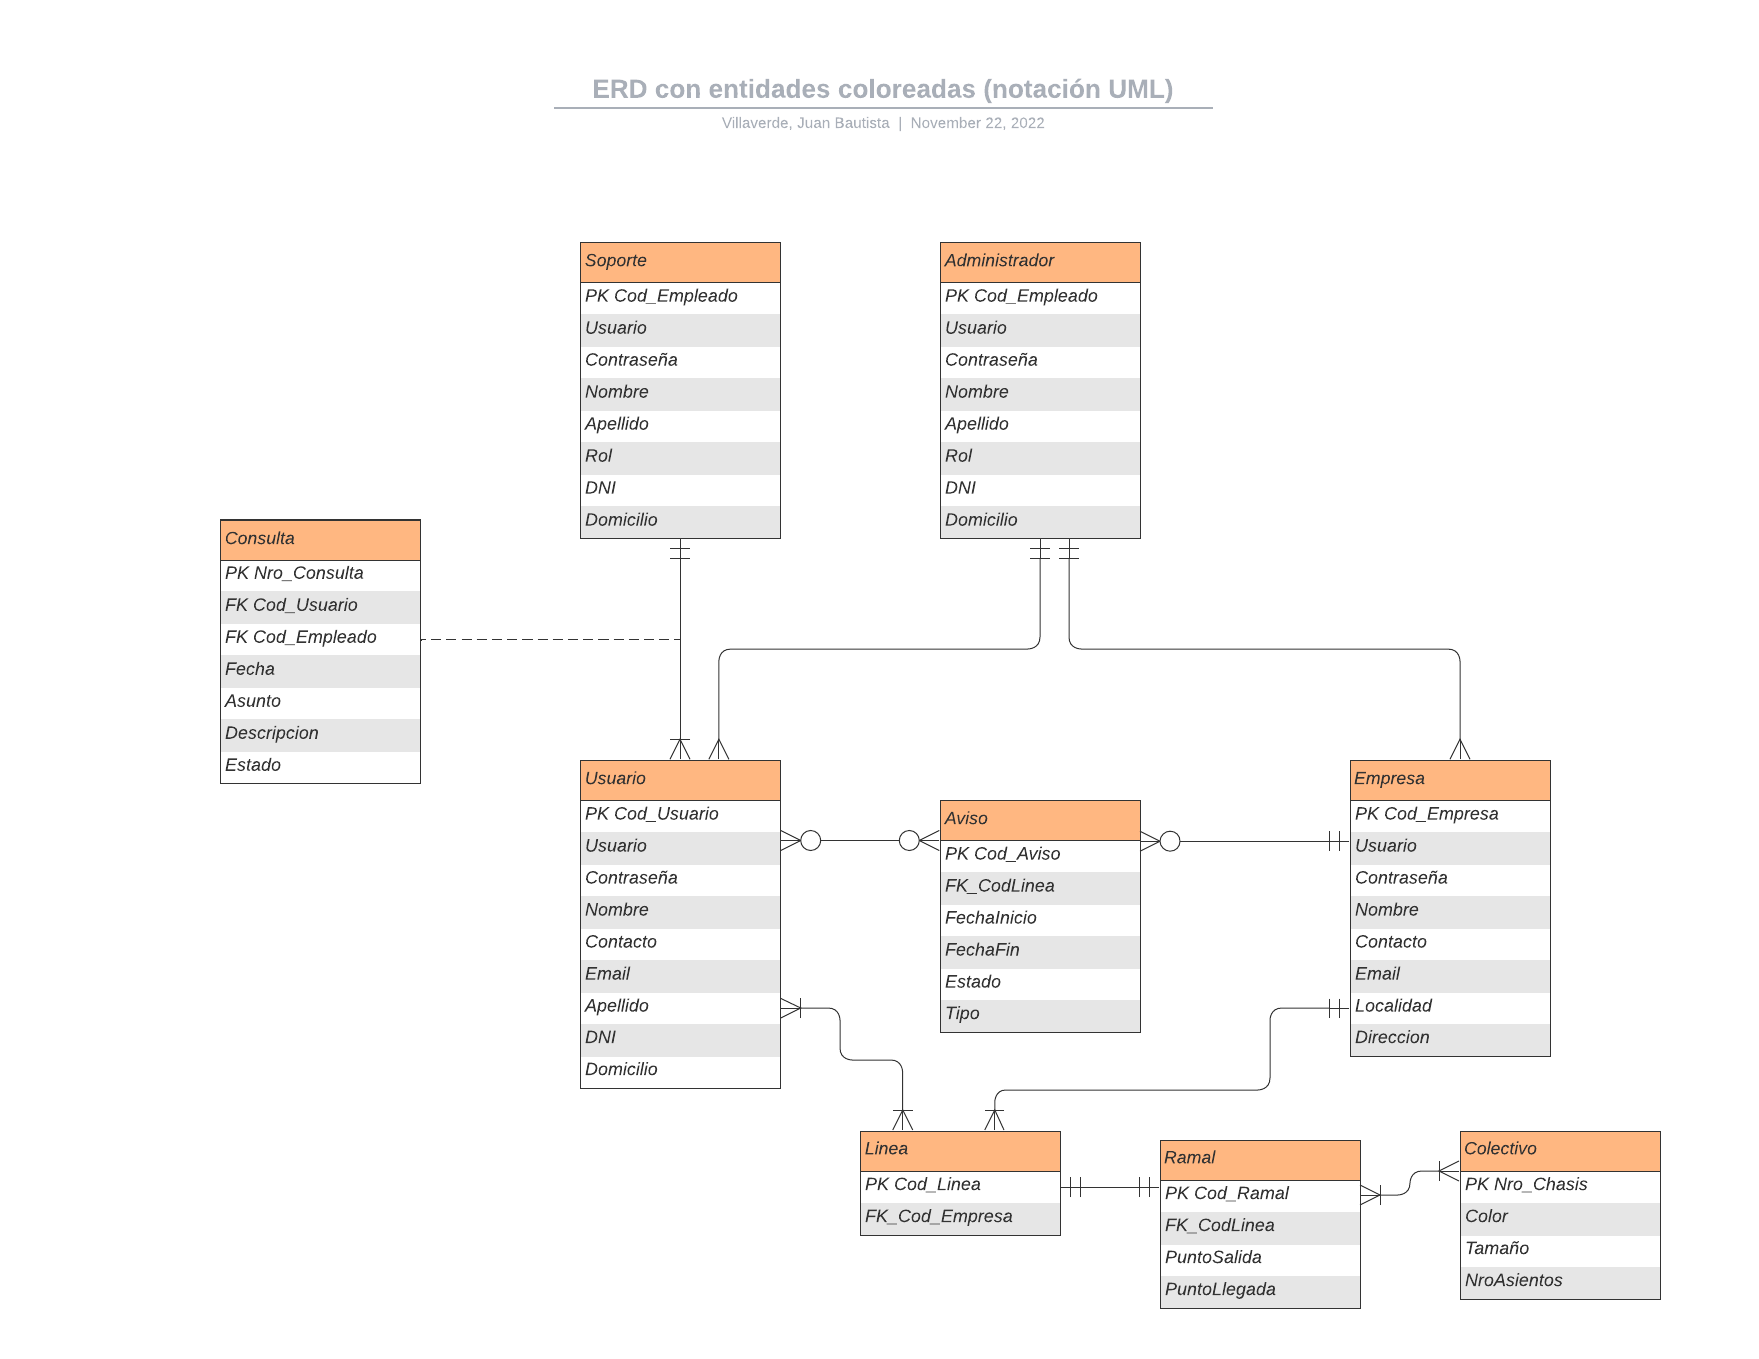 ERD con entidades coloreadas (notación UML)
Villaverde, Juan Bautista | November 22, 2022
Soporte
PK Cod_Empleado
Usuario
Contraseña
Nombre
Apellido
Rol
DNI
Domicilio
Administrador
PK Cod_Empleado
Usuario
Contraseña
Nombre
Apellido
Rol
DNI
Domicilio
Consulta
PK Nro_Consulta
FK Cod_Usuario
FK Cod_Empleado
Fecha
Asunto
Descripcion
Estado
Usuario
PK Cod_Usuario
Usuario
Contraseña
Nombre
Contacto
Email
Apellido
DNI
Domicilio
Aviso
PK Cod_Aviso
FK_CodLinea
FechaInicio
FechaFin
Estado
Tipo
Empresa
PK Cod_Empresa
Usuario
Contraseña
Nombre
Contacto
Email
Localidad
Direccion
Linea
PK Cod_Linea
FK_Cod_Empresa
Ramal
PK Cod_Ramal
FK_CodLinea
PuntoSalida
PuntoLlegada
Colectivo
PK Nro_Chasis
Color
Tamaño
NroAsientos